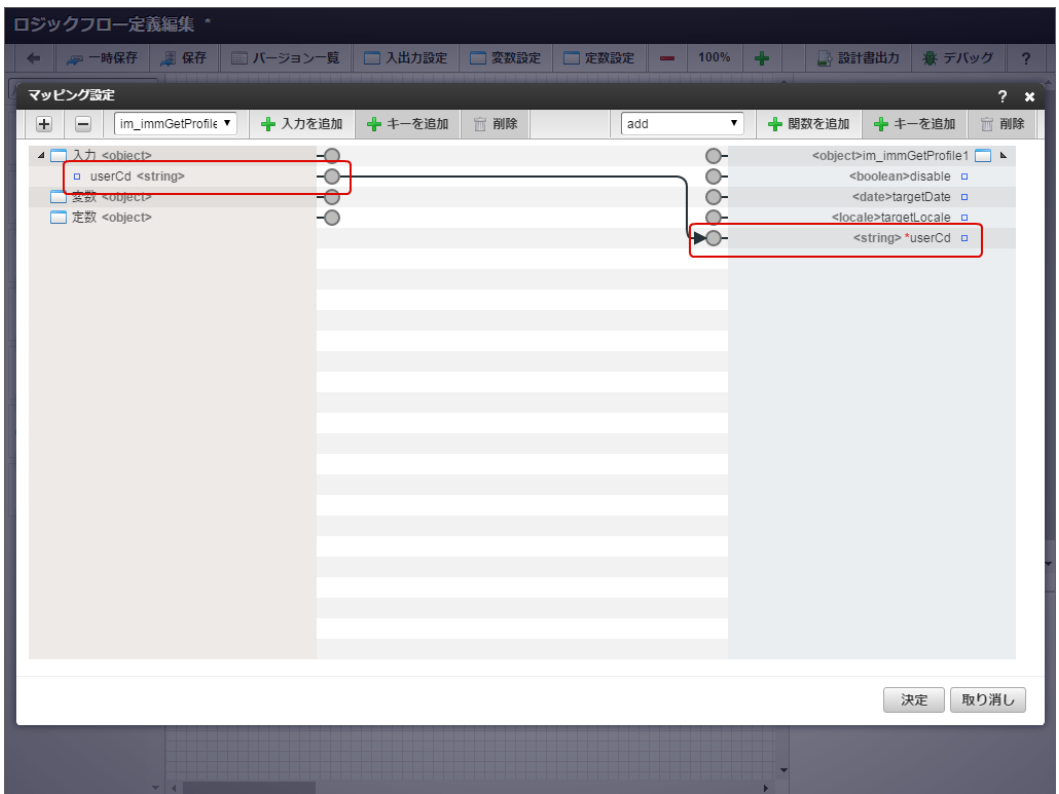 ロジックフロー定義編集 *
一時保存 保存 バージョン一覧 入出力設定 変数設定 定数設定 100% 設計書出力 デバッグ ?
マッピング設定 ?
im_immGetProfile 入力を追加 キーを追加 削除 add 関数を追加 キーを追加 削除
入力 <object> <object>im_immGetProfile1
userCd <string> <boolean>disable
変数 <object> <date>targetDate
定数 <object> <locale>targetLocale
<string> *userCd
決定 取り消し